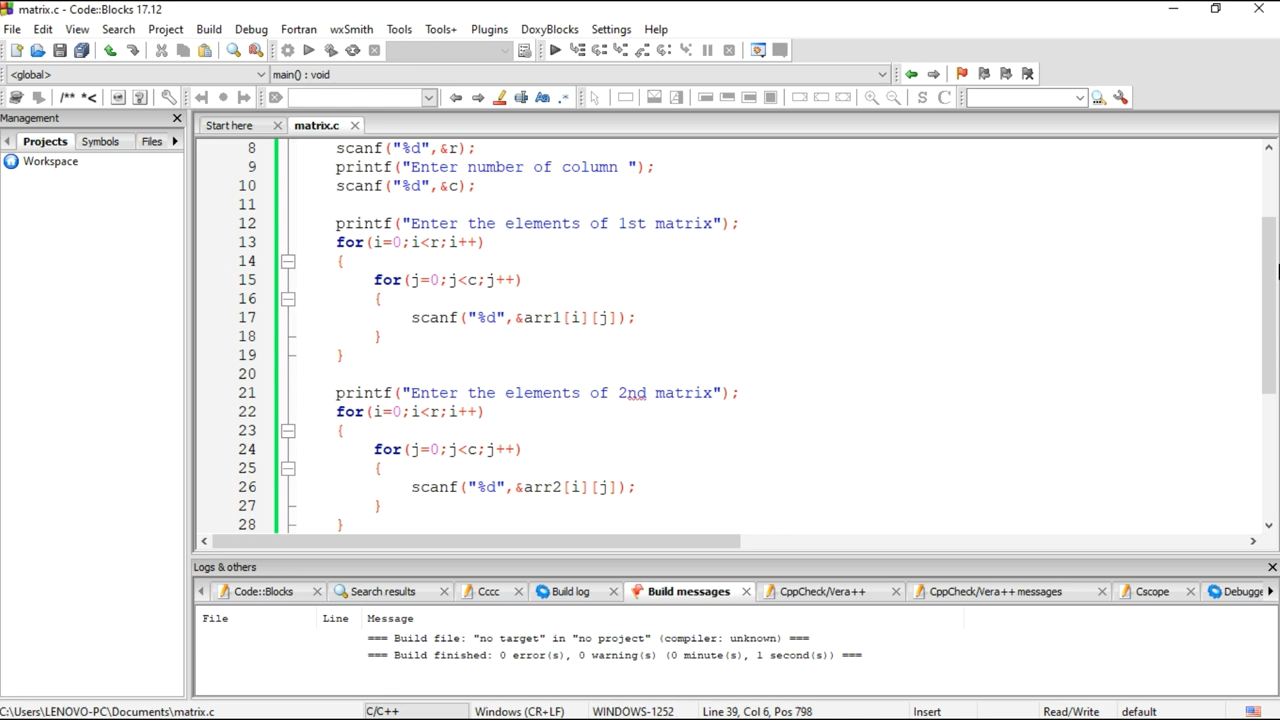 matrix.c - Code::Blocks 17.12
File Edit View Search Project Build Debug Fortran wxSmith Tools Tools+ Plugins DoxyBlocks Settings Help
<global> main() : void
/** *<
S C
Management
Start here matrix.c
Projects Symbols Files
Workspace
8 scanf("%d",&r);
9 printf("Enter number of column ");
10 scanf("%d",&c);
11
12 printf("Enter the elements of 1st matrix");
13 for(i=0;i<r;i++)
14 {
15 for(j=0;j<c;j++)
16 {
17 scanf("%d",&arr1[i][j]);
18 }
19 }
20
21 printf("Enter the elements of 2nd matrix");
22 for(i=0;i<r;i++)
23 {
24 for(j=0;j<c;j++)
25 {
26 scanf("%d",&arr2[i][j]);
27 }
28 }
Logs & others
Code::Blocks Search results Cccc Build log Build messages CppCheck/Vera++ CppCheck/Vera++ messages Cscope Debugge
File Line Message
=== Build file: "no target" in "no project" (compiler: unknown) ===
=== Build finished: 0 error(s), 0 warning(s) (0 minute(s), 1 second(s)) ===
C:\Users\LENOVO-PC\Documents\matrix.c C/C++ Windows (CR+LF) WINDOWS-1252 Line 39, Col 6, Pos 798 Insert Read/Write default